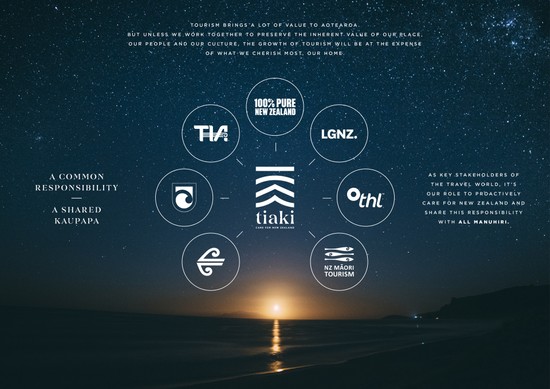 TOURISM BRINGS A LOT OF VALUE TO AOTEAROA.
BUT UNLESS WE WORK TOGETHER TO PRESERVE THE INHERENT VALUE OF OUR PLACE,
OUR PEOPLE AND OUR CULTURE, THE GROWTH OF TOURISM WILL BE AT THE EXPENSE
OF WHAT WE CHERISH MOST, OUR HOME.
100% PURE
NEW ZEALAND
TIA
LGNZ.
A COMMON
RESPONSIBILITY
A SHARED
KAUPAPA
tiaki
CARE FOR NEW ZEALAND
Othl
AS KEY STAKEHOLDERS OF
THE TRAVEL WORLD, IT'S
OUR ROLE TO PROACTIVELY
CARE FOR NEW ZEALAND AND
SHARE THIS RESPONSIBILITY
WITH ALL MANUHIRI.
NZ MĀORI
TOURISM